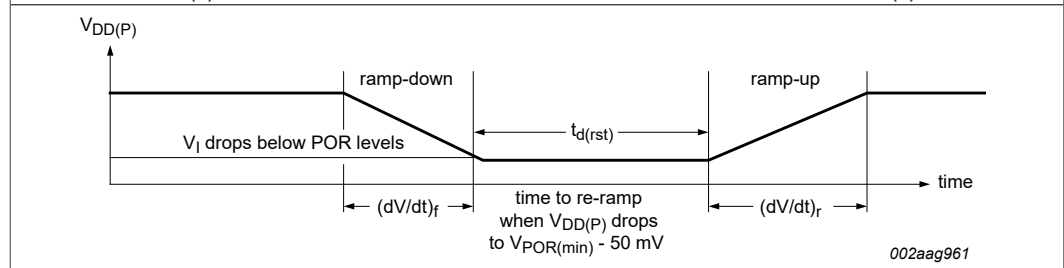 VDD(P)
ramp-down
ramp-up
td(rst)
VI drops below POR levels
time
(dV/dt)f
time to re-ramp
when VDD(P) drops
to VPOR(min) - 50 mV
(dV/dt)r
002aag961